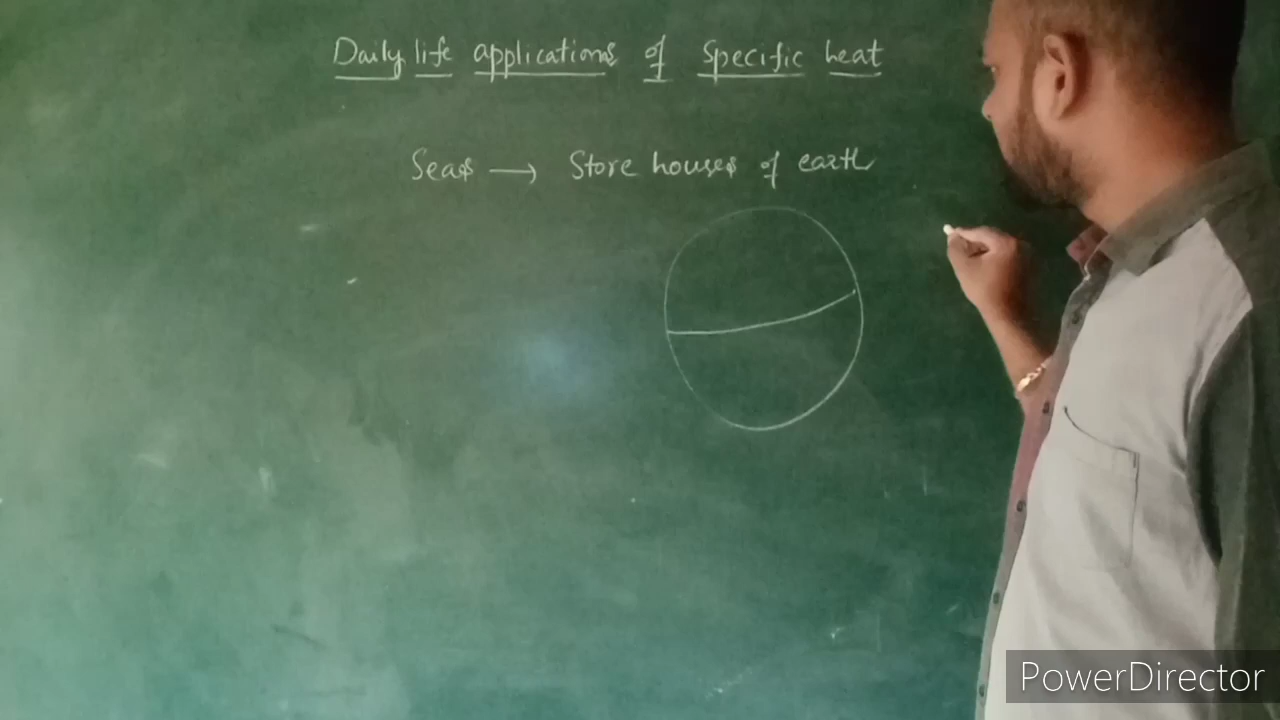 Daily life applications of specific heat
Seas → Store houses of earth
PowerDirector